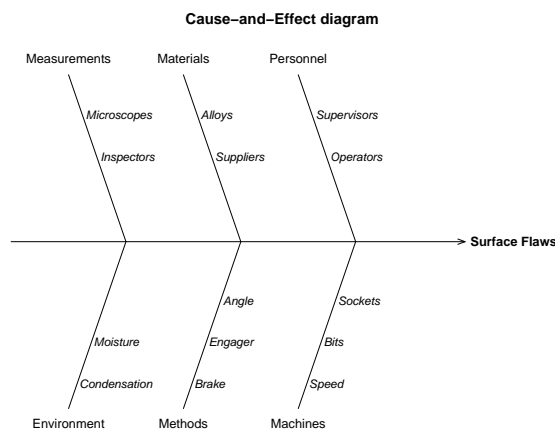 Cause−and−Effect diagram
Measurements
Materials
Personnel
Microscopes
Alloys
Supervisors
Inspectors
Suppliers
Operators
Surface Flaws
Angle
Sockets
Moisture
Engager
Bits
Condensation
Brake
Speed
Environment
Methods
Machines